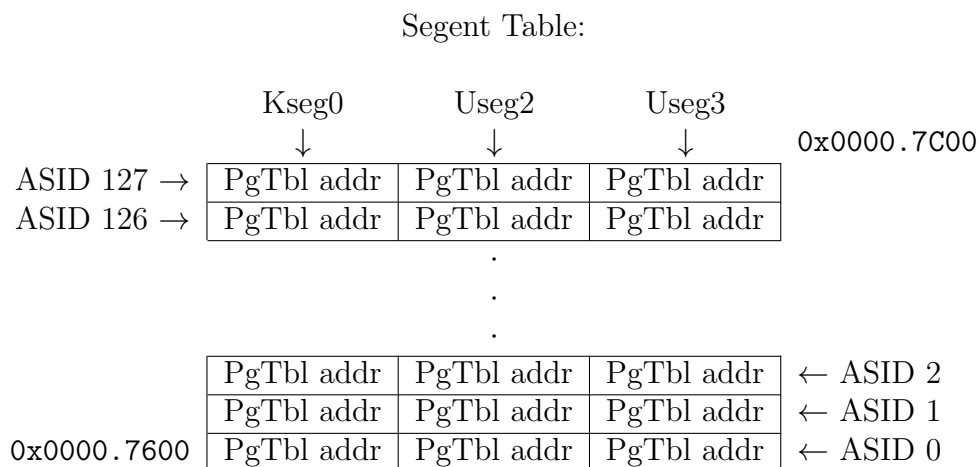 Segent Table:
Kseg0 Useg2 Useg3
↓ ↓ ↓ 0x0000.7C00
ASID 127 → PgTbl addr PgTbl addr PgTbl addr
ASID 126 → PgTbl addr PgTbl addr PgTbl addr
.
.
.
PgTbl addr PgTbl addr PgTbl addr ← ASID 2
PgTbl addr PgTbl addr PgTbl addr ← ASID 1
0x0000.7600 PgTbl addr PgTbl addr PgTbl addr ← ASID 0